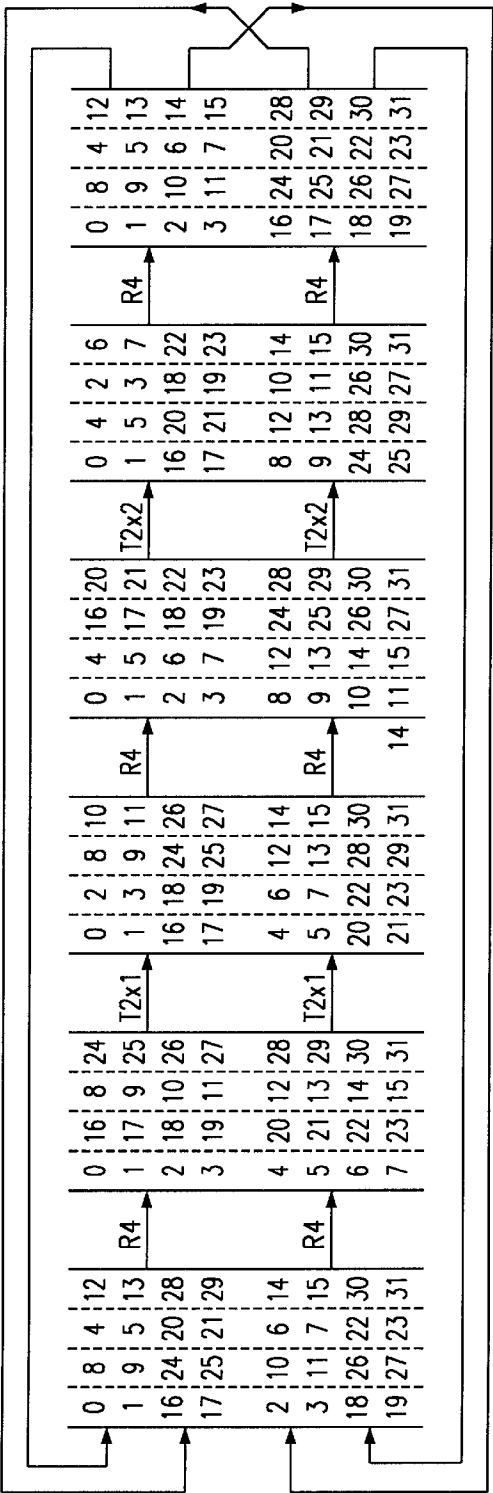 0 8 4 12
1 9 5 13
16 24 20 28
17 25 21 29
2 10 6 14
3 11 7 15
18 26 22 30
19 27 23 31
R4
R4
0 16 8 24
1 17 9 25
2 18 10 26
3 19 11 27
4 20 12 28
5 21 13 29
6 22 14 30
7 23 15 31
T2x1
T2x1
0 2 8 10
1 3 9 11
16 18 24 26
17 19 25 27
4 6 12 14
5 7 13 15
20 22 28 30
21 23 29 31
R4
R4
14
0 4 16 20
1 5 17 21
2 6 18 22
3 7 19 23
8 12 24 28
9 13 25 29
10 14 26 30
11 15 27 31
T2x2
T2x2
0 4 2 6
1 5 3 7
16 20 18 22
17 21 19 23
8 12 10 14
9 13 11 15
24 28 26 30
25 29 27 31
R4
R4
0 8 4 12
1 9 5 13
2 10 6 14
3 11 7 15
16 24 20 28
17 25 21 29
18 26 22 30
19 27 23 31